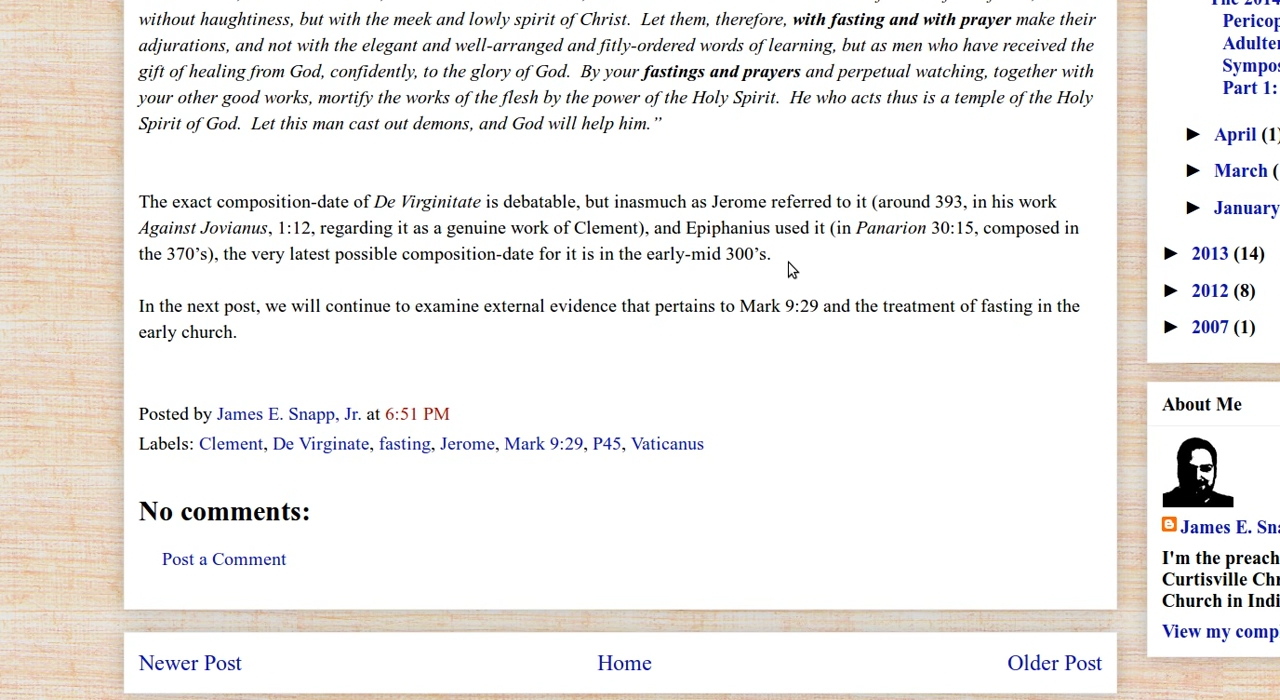 without haughtiness, but with the meek and lowly spirit of Christ.  Let them, therefore, with fasting and with prayer make their
adjurations, and not with the elegant and well-arranged and fitly-ordered words of learning, but as men who have received the
gift of healing from God, confidently, to the glory of God.  By your fastings and prayers and perpetual watching, together with
your other good works, mortify the works of the flesh by the power of the Holy Spirit.  He who acts thus is a temple of the Holy
Spirit of God.  Let this man cast out demons, and God will help him.”
The exact composition-date of De Virginitate is debatable, but inasmuch as Jerome referred to it (around 393, in his work
Against Jovianus, 1:12, regarding it as a genuine work of Clement), and Epiphanius used it (in Panarion 30:15, composed in
the 370’s), the very latest possible composition-date for it is in the early-mid 300’s.
In the next post, we will continue to examine external evidence that pertains to Mark 9:29 and the treatment of fasting in the
early church.
Posted by James E. Snapp, Jr. at 6:51 PM
Labels: Clement, De Virginate, fasting, Jerome, Mark 9:29, P45, Vaticanus
No comments:
Post a Comment
Newer Post Home Older Post
Pericop
Adulter
Sympos
Part 1:
► April (1)
► March (
► January
► 2013 (14)
► 2012 (8)
► 2007 (1)
About Me
James E. Sna
I'm the preach
Curtisville Chr
Church in Indi
View my comp